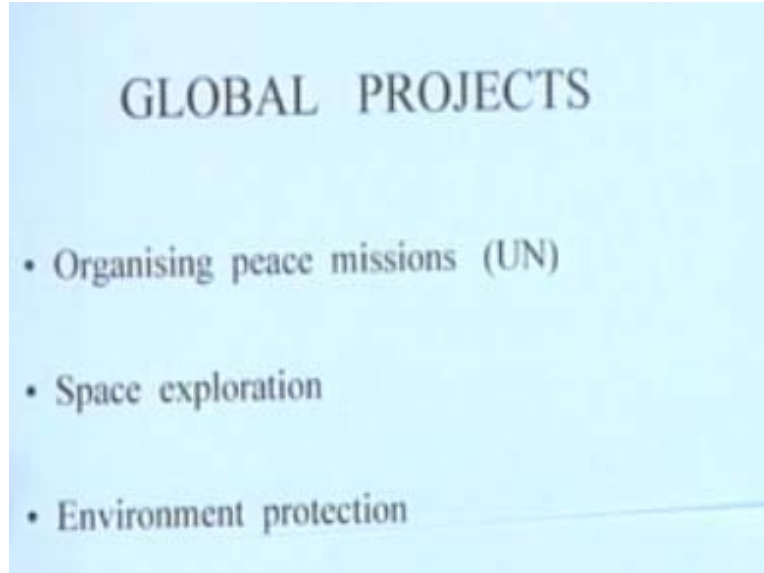 GLOBAL PROJECTS
• Organising peace missions (UN)
• Space exploration
• Environment protection